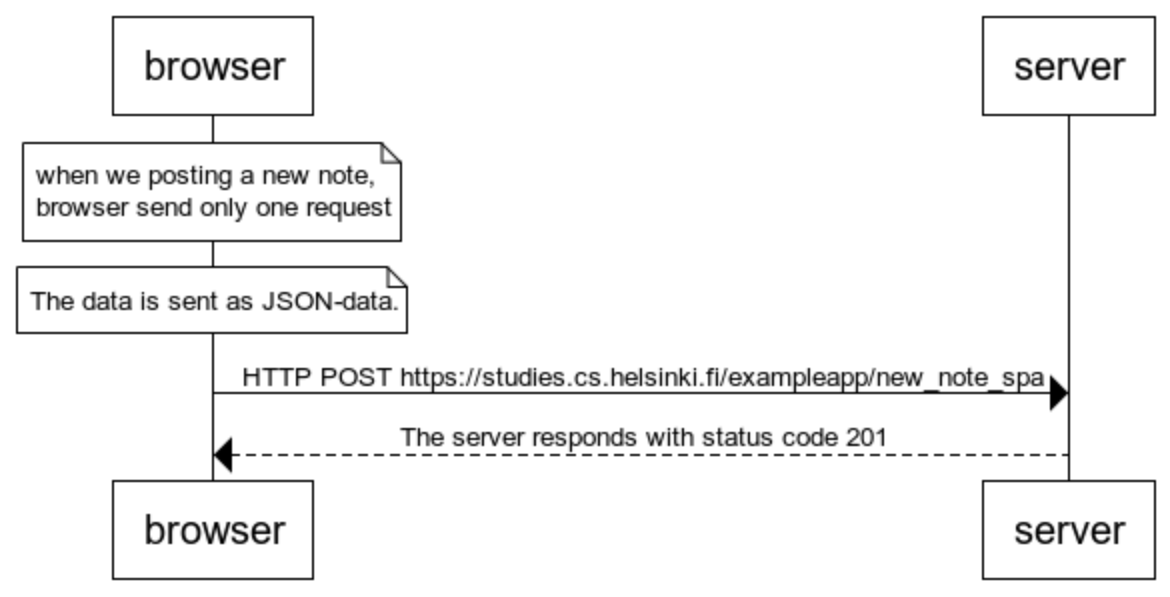 browser
server
when we posting a new note,
browser send only one request
The data is sent as JSON-data.
HTTP POST https://studies.cs.helsinki.fi/exampleapp/new_note_spa
The server responds with status code 201
browser
server